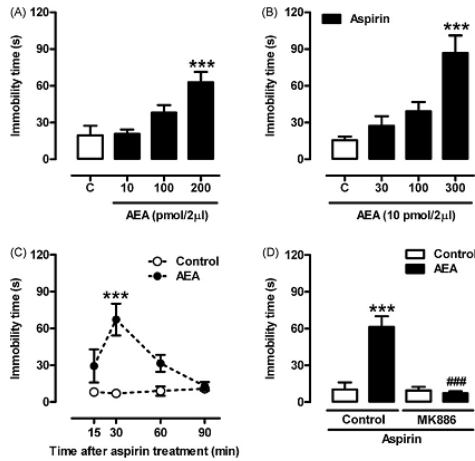 (A)
Immobility time (s)
120
90
60
30
0
***
C 10 100 200
AEA (pmol/2μl)
(B)
Immobility time (s)
120
90
60
30
0
Aspirin
***
C 30 100 300
AEA (10 pmol/2μl)
(C)
Immobility time (s)
120
90
60
30
0
Control
AEA
***
15 30 60 90
Time after aspirin treatment (min)
(D)
Immobility time (s)
120
90
60
30
0
Control
AEA
***
###
Control MK886
Aspirin